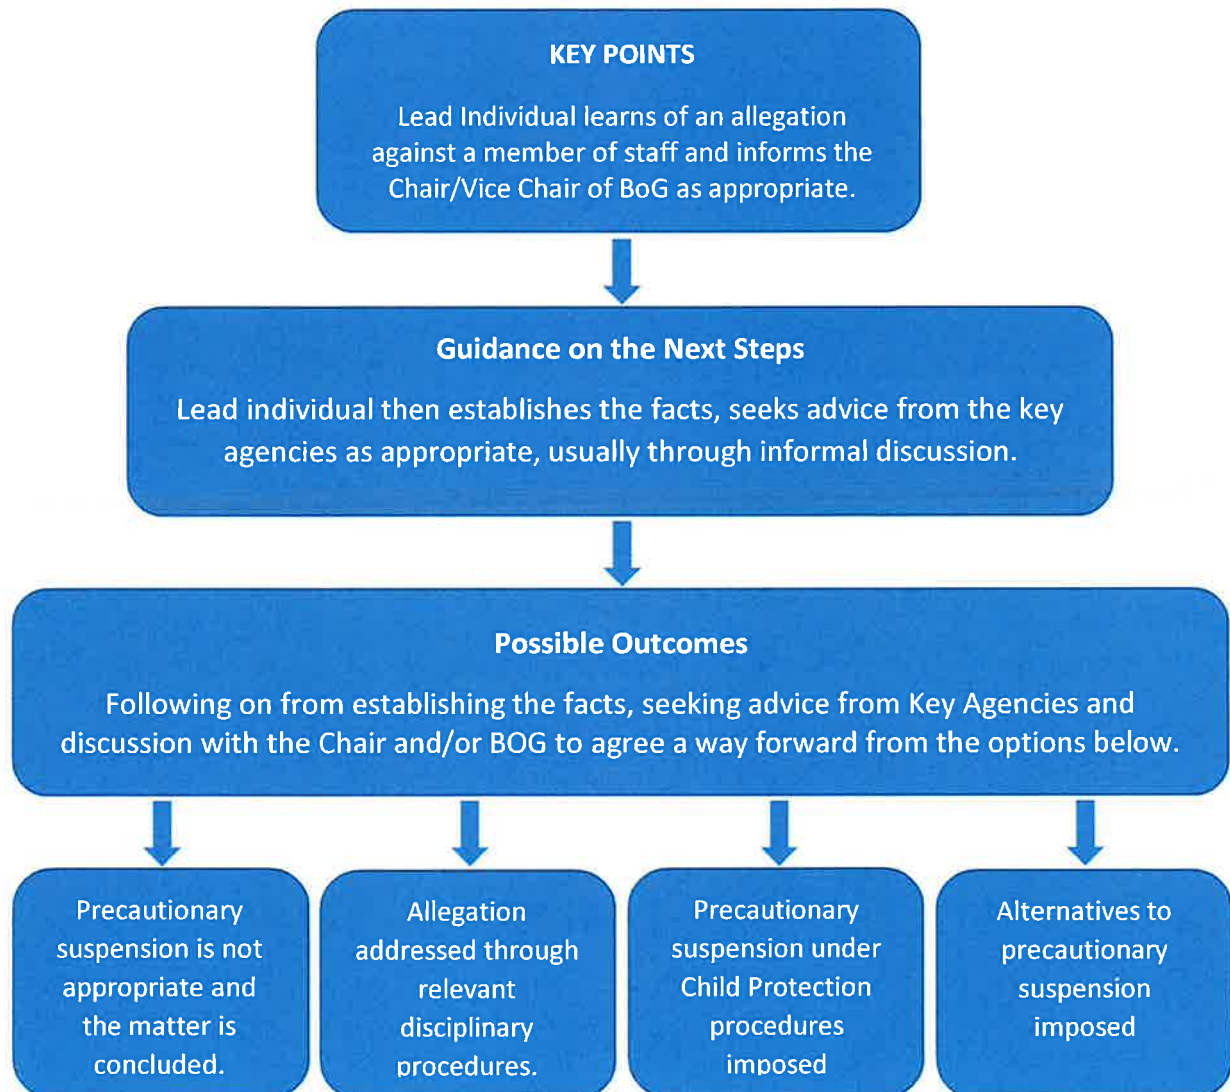 KEY POINTS
Lead Individual learns of an allegation
against a member of staff and informs the
Chair/Vice Chair of BoG as appropriate.
Guidance on the Next Steps
Lead individual then establishes the facts, seeks advice from the key
agencies as appropriate, usually through informal discussion.
Possible Outcomes
Following on from establishing the facts, seeking advice from Key Agencies and
discussion with the Chair and/or BOG to agree a way forward from the options below.
Precautionary
suspension is not
appropriate and
the matter is
concluded.
Allegation
addressed through
relevant
disciplinary
procedures.
Precautionary
suspension under
Child Protection
procedures
imposed
Alternatives to
precautionary
suspension
imposed